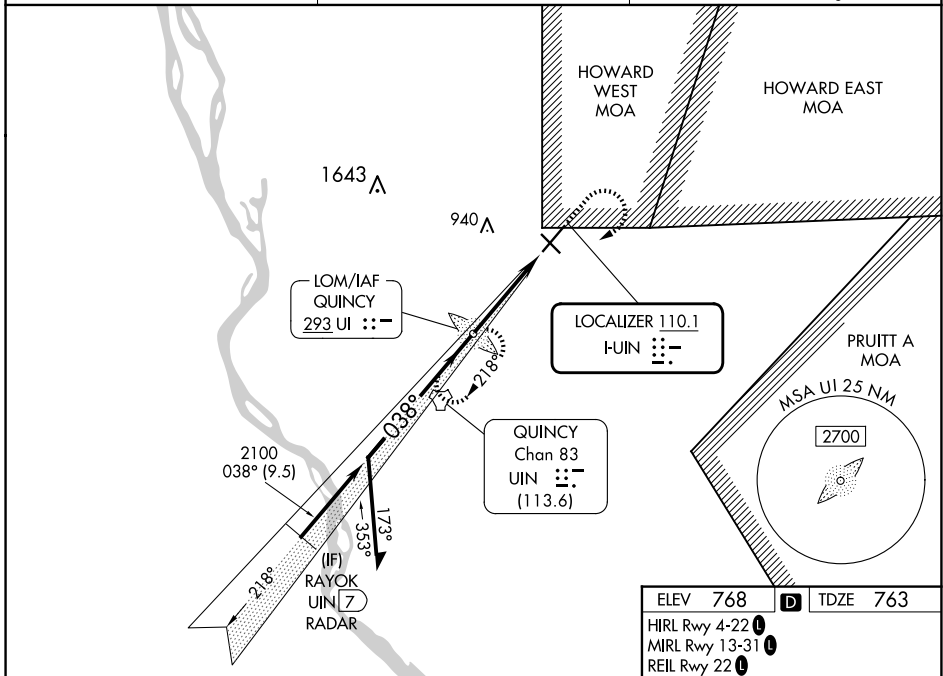 HOWARD
WEST
MOA
HOWARD EAST
MOA
1643
940
LOM/IAF
QUINCY
293 UI
LOCALIZER 110.1
I-UIN
PRUITT A
MOA
MSA UI 25 NM
2700
218°
038°
QUINCY
Chan 83
UIN
(113.6)
2100
038° (9.5)
173°
353°
218°
(IF)
RAYOK
UIN 7
RADAR
ELEV 768 D TDZE 763
HIRL Rwy 4-22 L
MIRL Rwy 13-31 L
REIL Rwy 22 L